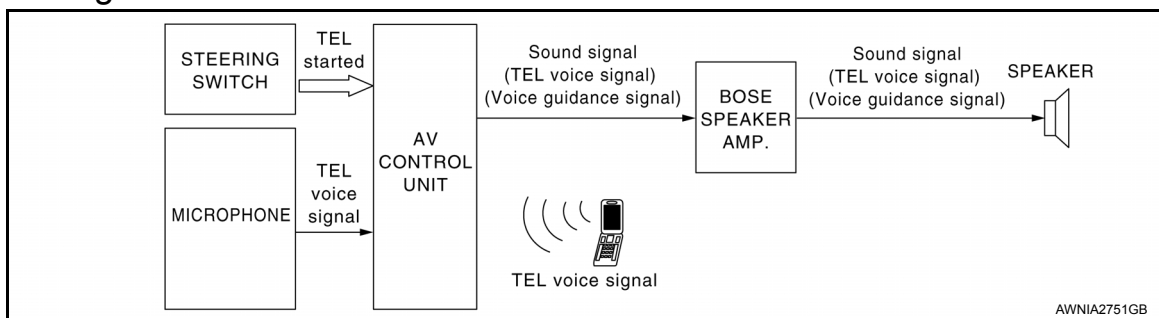 STEERING
SWITCH
TEL
started
MICROPHONE
TEL
voice
signal
AV
CONTROL
UNIT
Sound signal
(TEL voice signal)
(Voice guidance signal)
BOSE
SPEAKER
AMP.
Sound signal
(TEL voice signal)
(Voice guidance signal)
SPEAKER
TEL voice signal
AWNIA2751GB